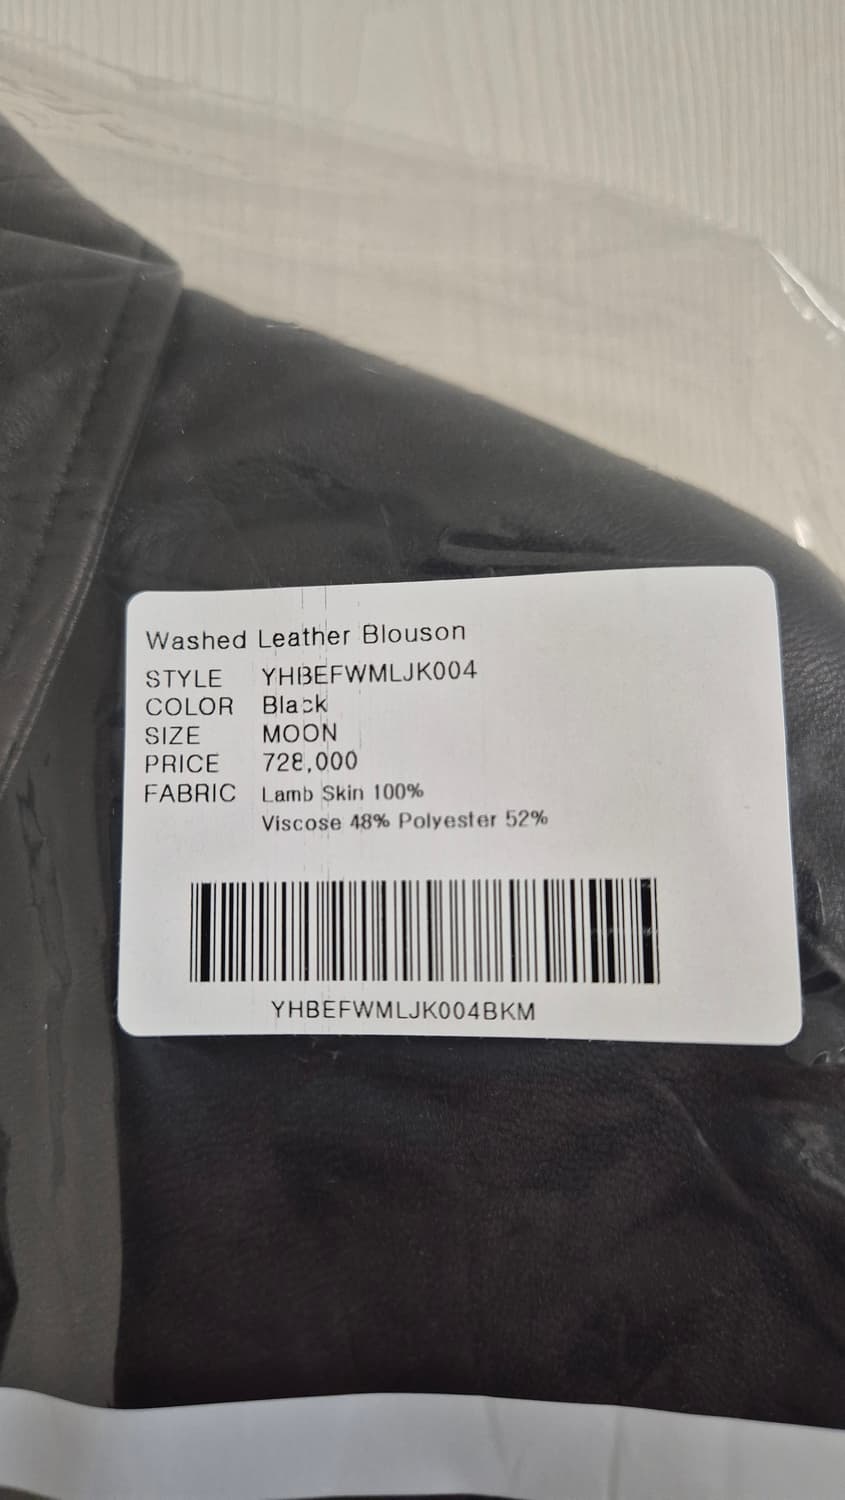 Washed Leather Blouson
STYLE YHBEFWMLJK004
COLOR Black
SIZE MOON
PRICE 728,000
FABRIC Lamb Skin 100%
Viscose 48% Polyester 52%
YHBEFWMLJK004BKM